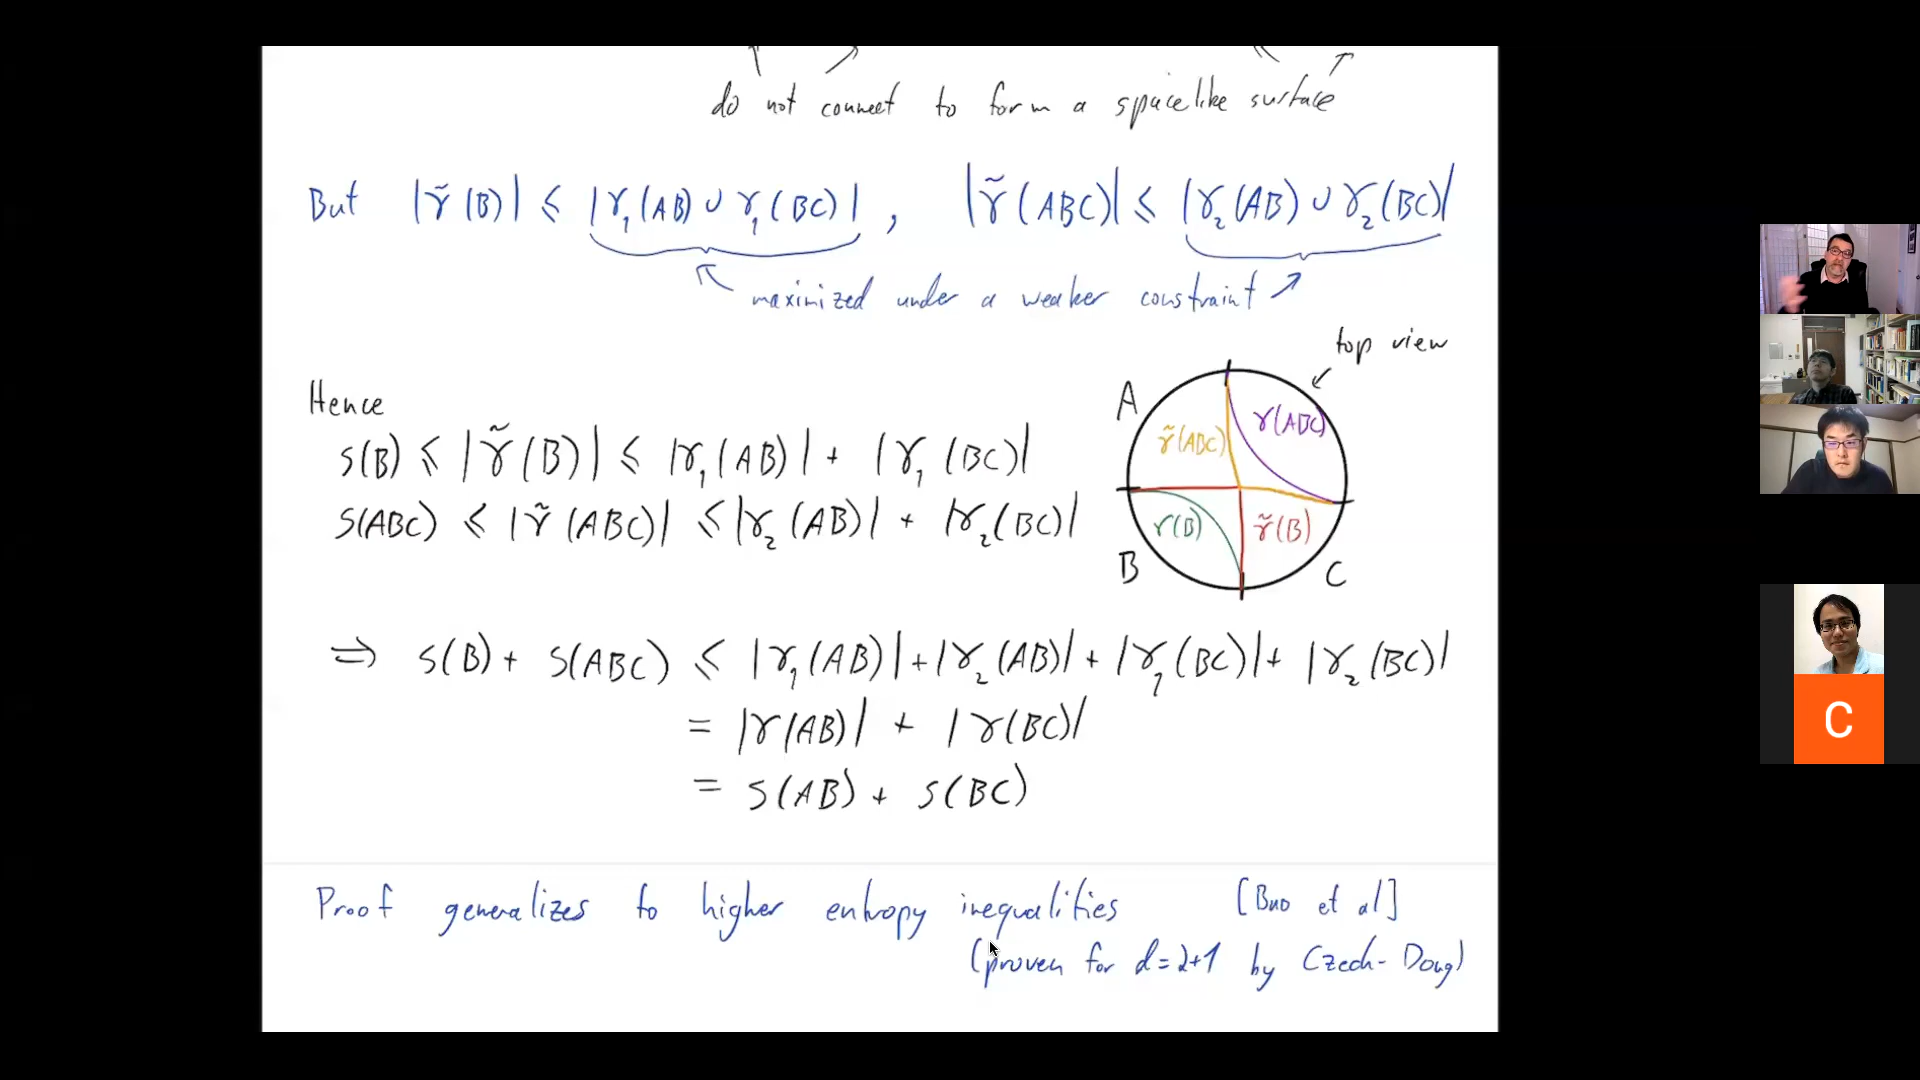 do not connect to form a spacelike surface
But |γ̃(B)| ≤ |γ₁(AB) ∪ γ₁(BC)| , |γ̃(ABC)| ≤ |γ₂(AB) ∪ γ₂(BC)|
maximized under a weaker constraint
top view
Hence
A
γ(ABC)
γ̃(ABC)
S(B) ≤ |γ̃(B)| ≤ |γ₁(AB)| + |γ₁(BC)|
S(ABC) ≤ |γ̃(ABC)| ≤ |γ₂(AB)| + |γ₂(BC)|
γ(B)
γ̃(B)
B
C
⇒ S(B) + S(ABC) ≤ |γ₁(AB)| + |γ₂(AB)| + |γ₁(BC)| + |γ₂(BC)|
= |γ(AB)| + |γ(BC)|
= S(AB) + S(BC)
Proof generalizes to higher entropy inequalities [Bao et al]
(proven for d=2+1 by Czech-Dong)
C